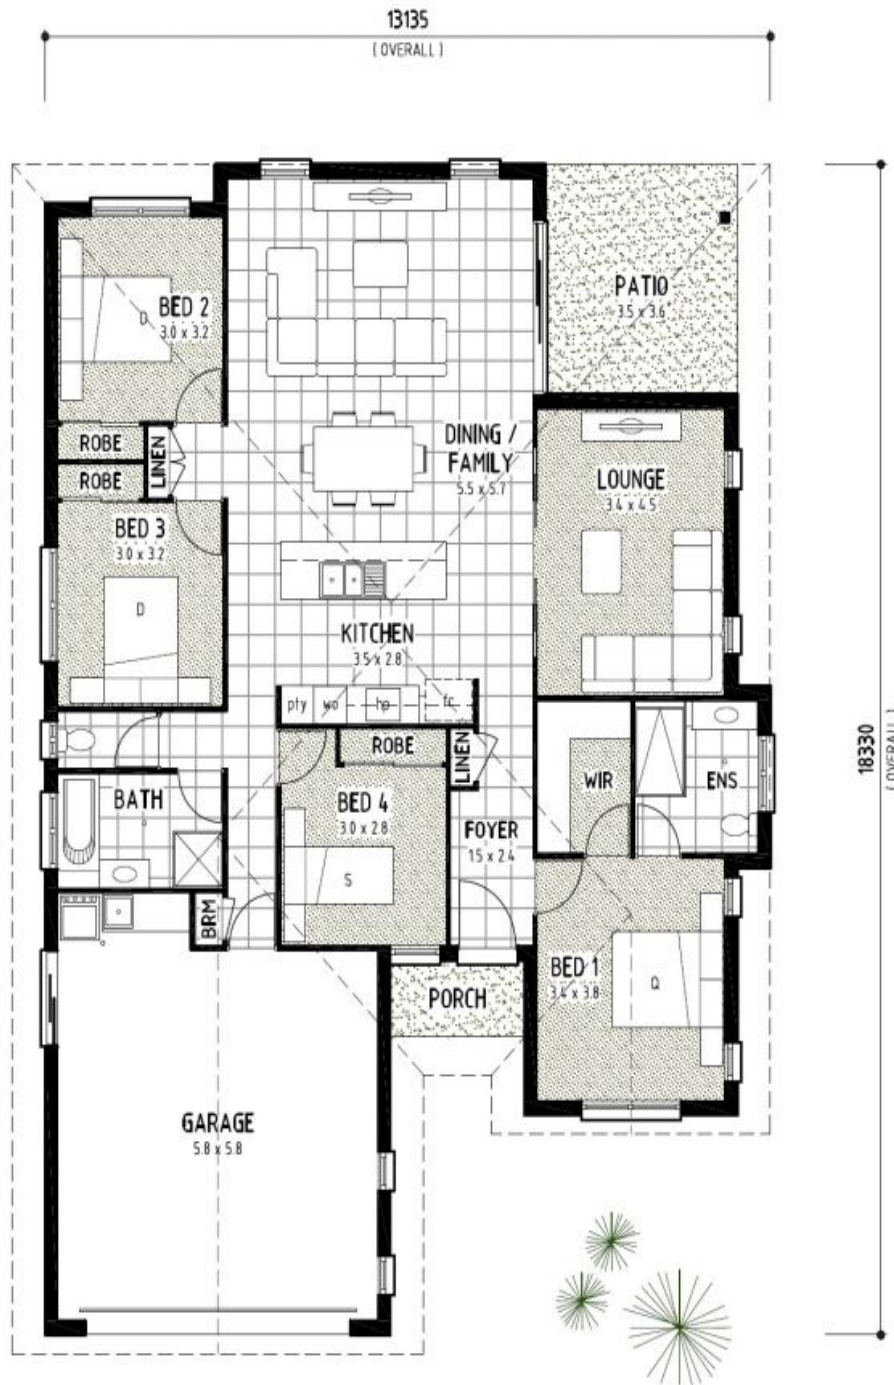 13135
( OVERALL )
BED 2
3.0 x 3.2
D
PATIO
3.5 x 3.6
ROBE
LINEN
ROBE
DINING /
FAMILY
5.5 x 5.7
LOUNGE
3.4 x 4.5
BED 3
3.0 x 3.2
D
KITCHEN
3.5 x 2.8
pty
wo
hp
fr
18330
( OVERALL )
ROBE
LINEN
BATH
BED 4
3.0 x 2.8
S
FOYER
1.5 x 2.4
WIR
ENS
BRM
PORCH
BED 1
3.4 x 3.8
Q
GARAGE
5.8 x 5.8